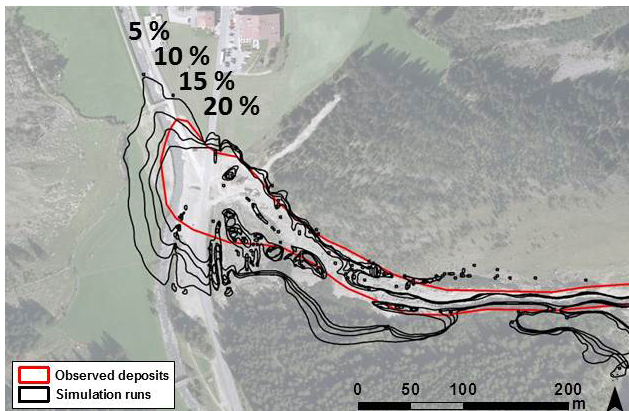 5 %
10 %
15 %
20 %
Observed deposits
Simulation runs
0 50 100 200
m